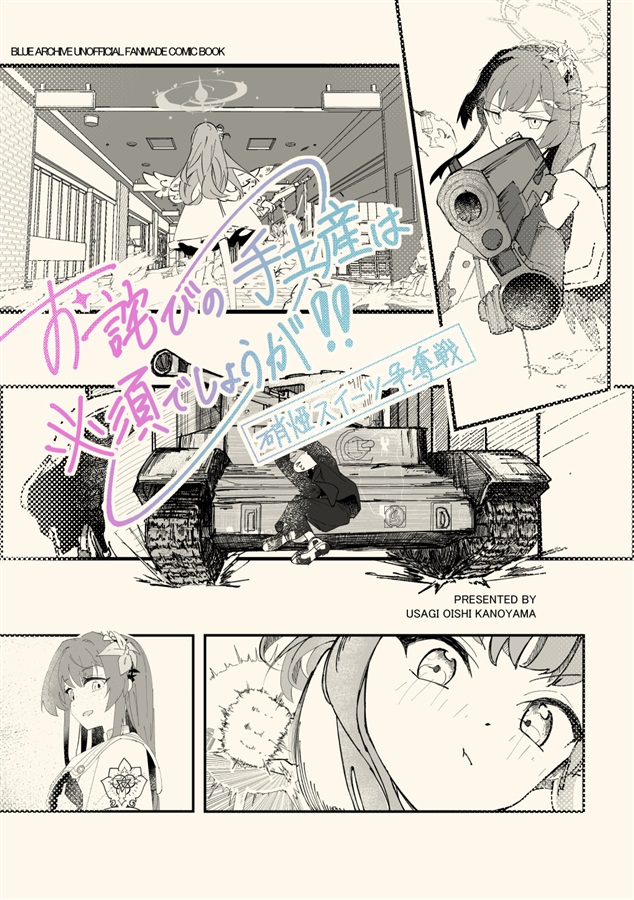 BLUE ARCHIVE UNOFFICIAL FANMADE COMIC BOOK
お詫びの手土産は
必須でしょうが!!
硝煙スイーツ争奪戦
PRESENTED BY
USAGI OISHI KANOYAMA